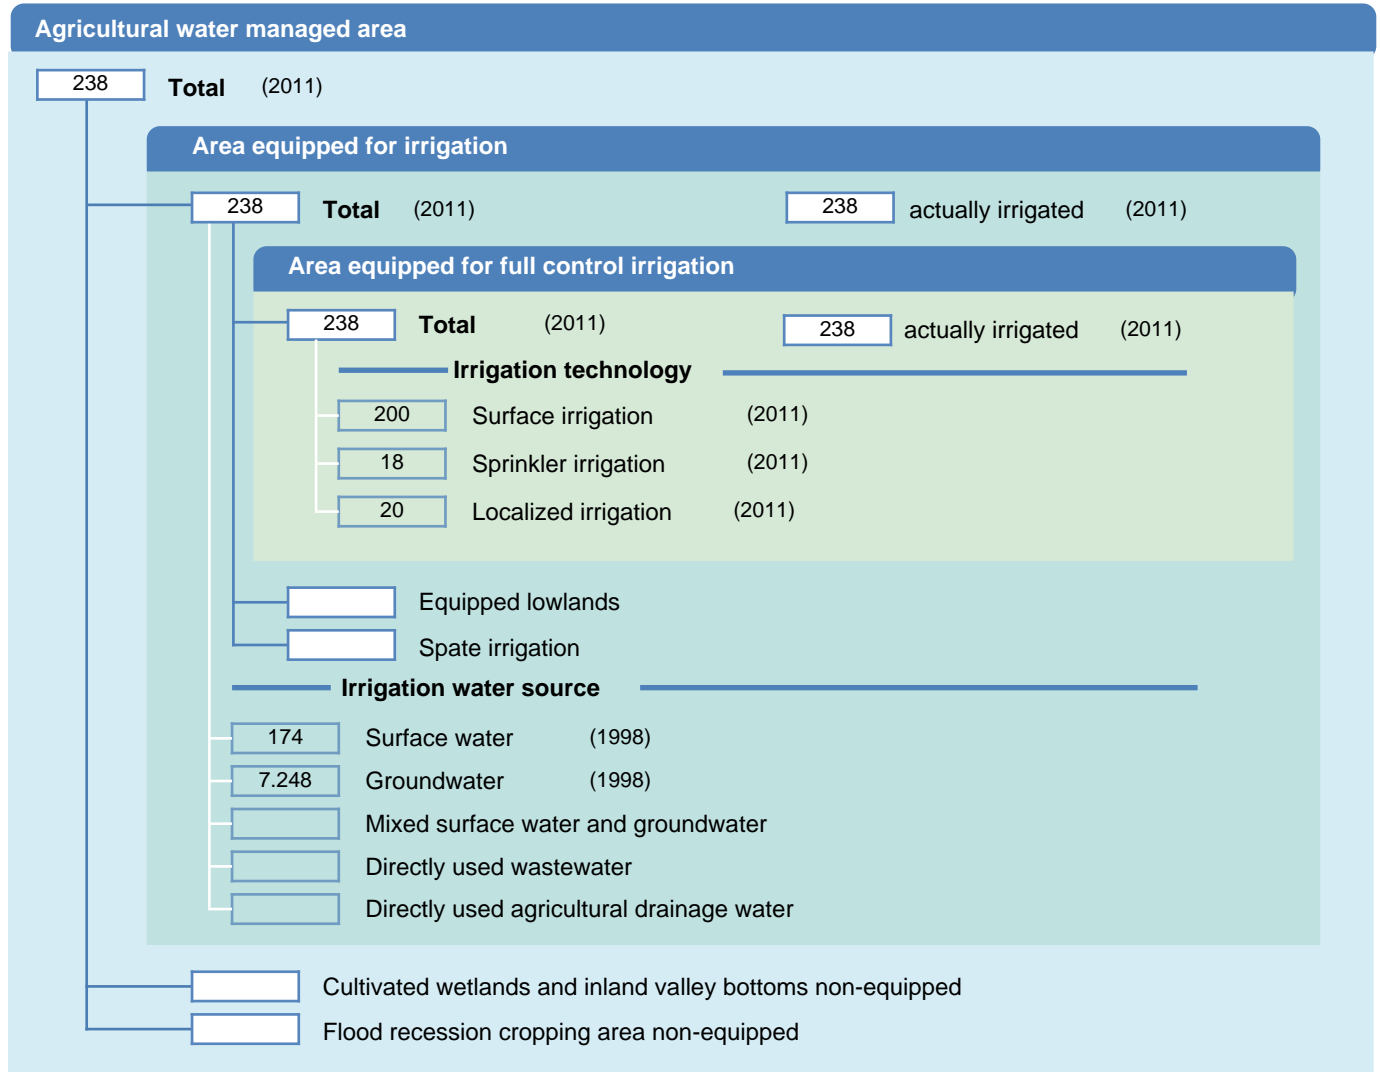 Agricultural water managed area
238 Total (2011)
Area equipped for irrigation
238 Total (2011) 238 actually irrigated (2011)
Area equipped for full control irrigation
238 Total (2011) 238 actually irrigated (2011)
Irrigation technology
200 Surface irrigation (2011)
18 Sprinkler irrigation (2011)
20 Localized irrigation (2011)
Equipped lowlands
Spate irrigation
Irrigation water source
174 Surface water (1998)
7.248 Groundwater (1998)
Mixed surface water and groundwater
Directly used wastewater
Directly used agricultural drainage water
Cultivated wetlands and inland valley bottoms non-equipped
Flood recession cropping area non-equipped